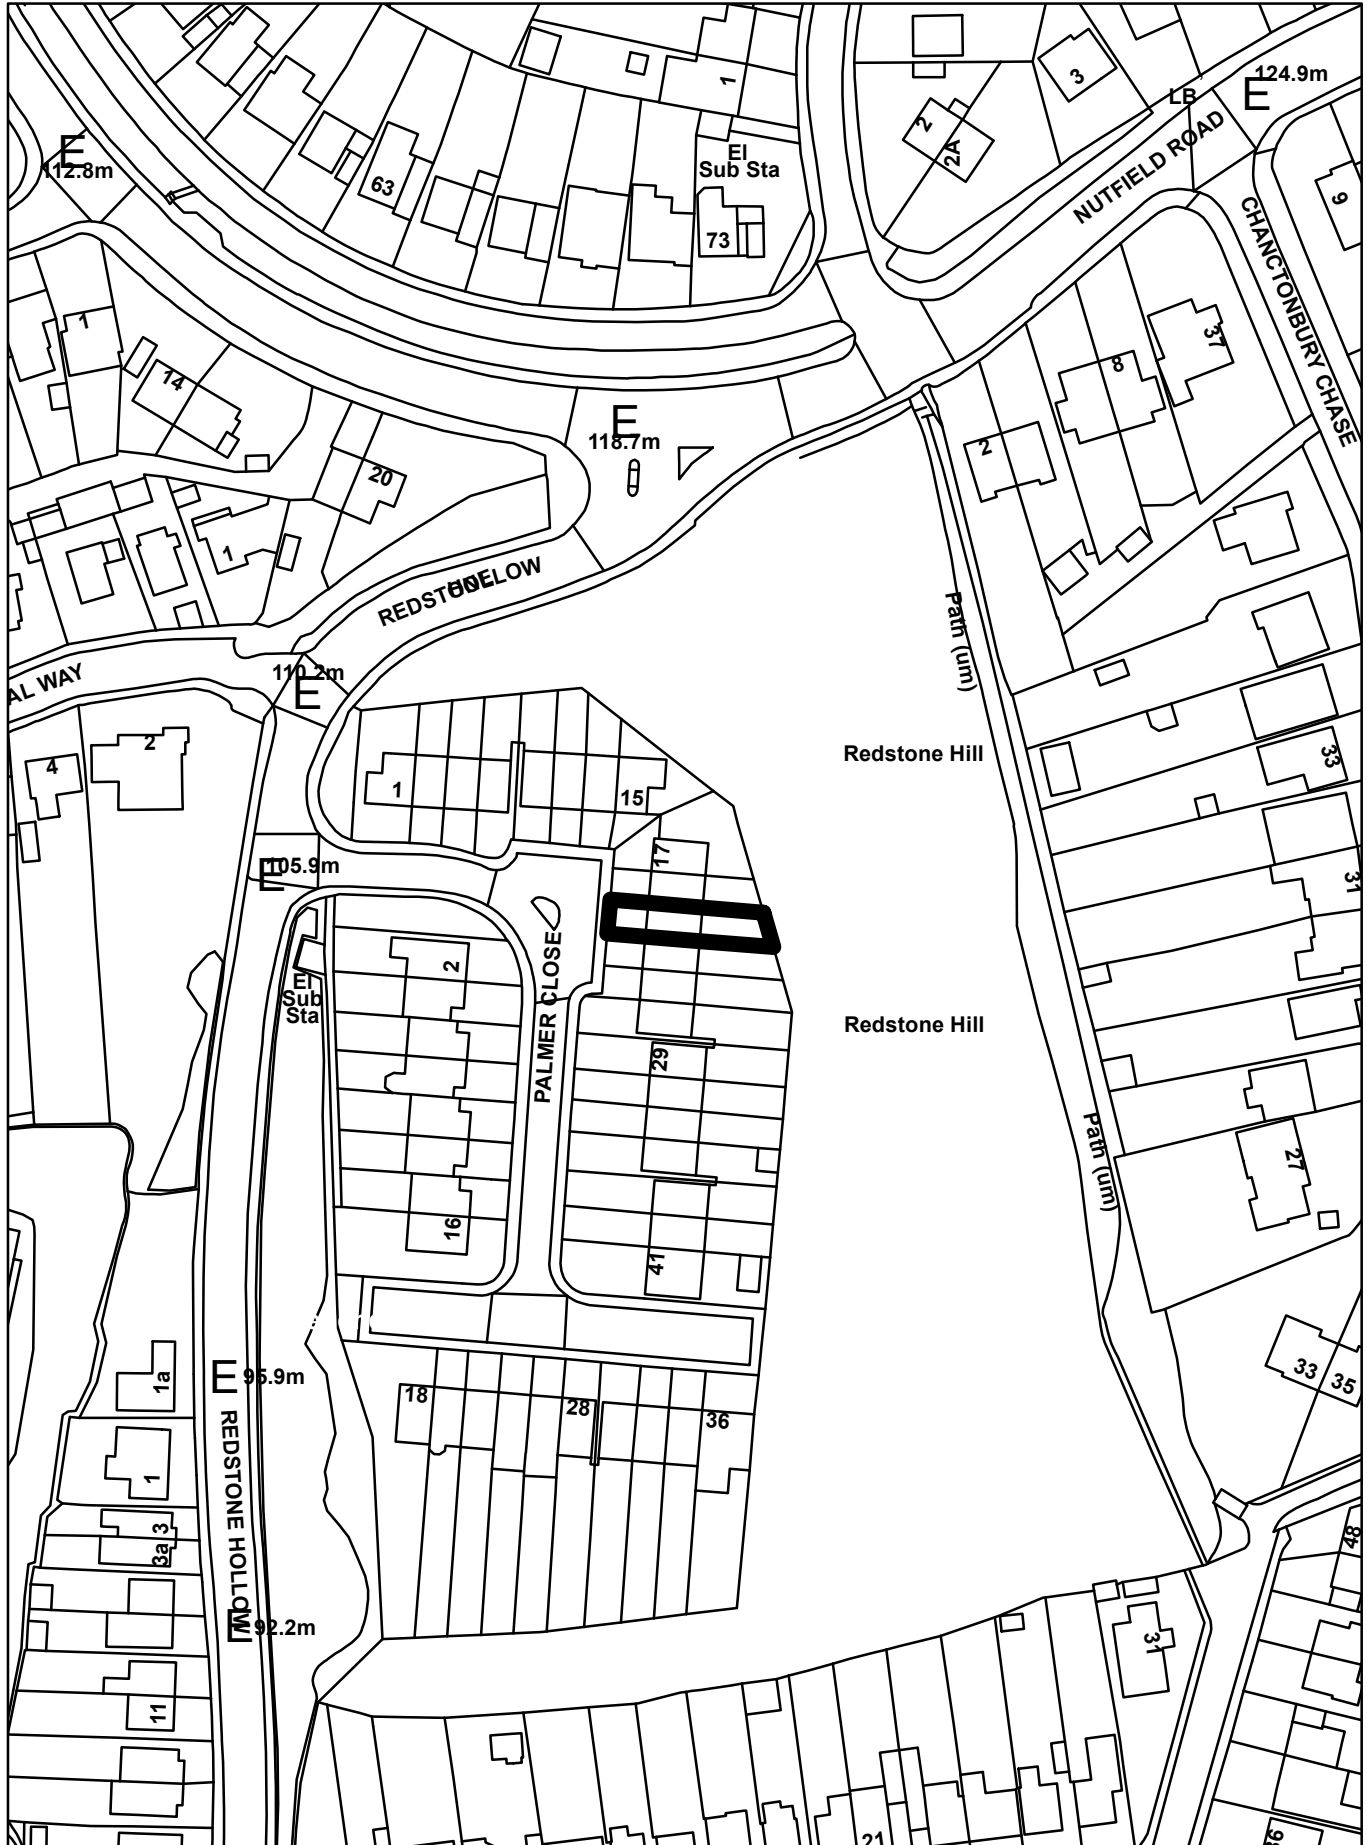 124.9m
LB
E
3
1
2
2A
E
112.8m
63
El
Sub Sta
73
NUTFIELD ROAD
CHANCTONBURY CHASE
9
1
14
20
1
E
118.7m
37
8
2
REDSTONE HOLLOW
Path (um)
110.2m
E
AL WAY
2
4
1
15
Redstone Hill
33
17
31
E
105.9m
El
Sub
Sta
2
PALMER CLOSE
Redstone Hill
29
Path (um)
27
16
41
33
35
E
95.9m
1a
18
28
36
REDSTONE HOLLOW
1
3
3a
48
E
92.2m
11
31
21